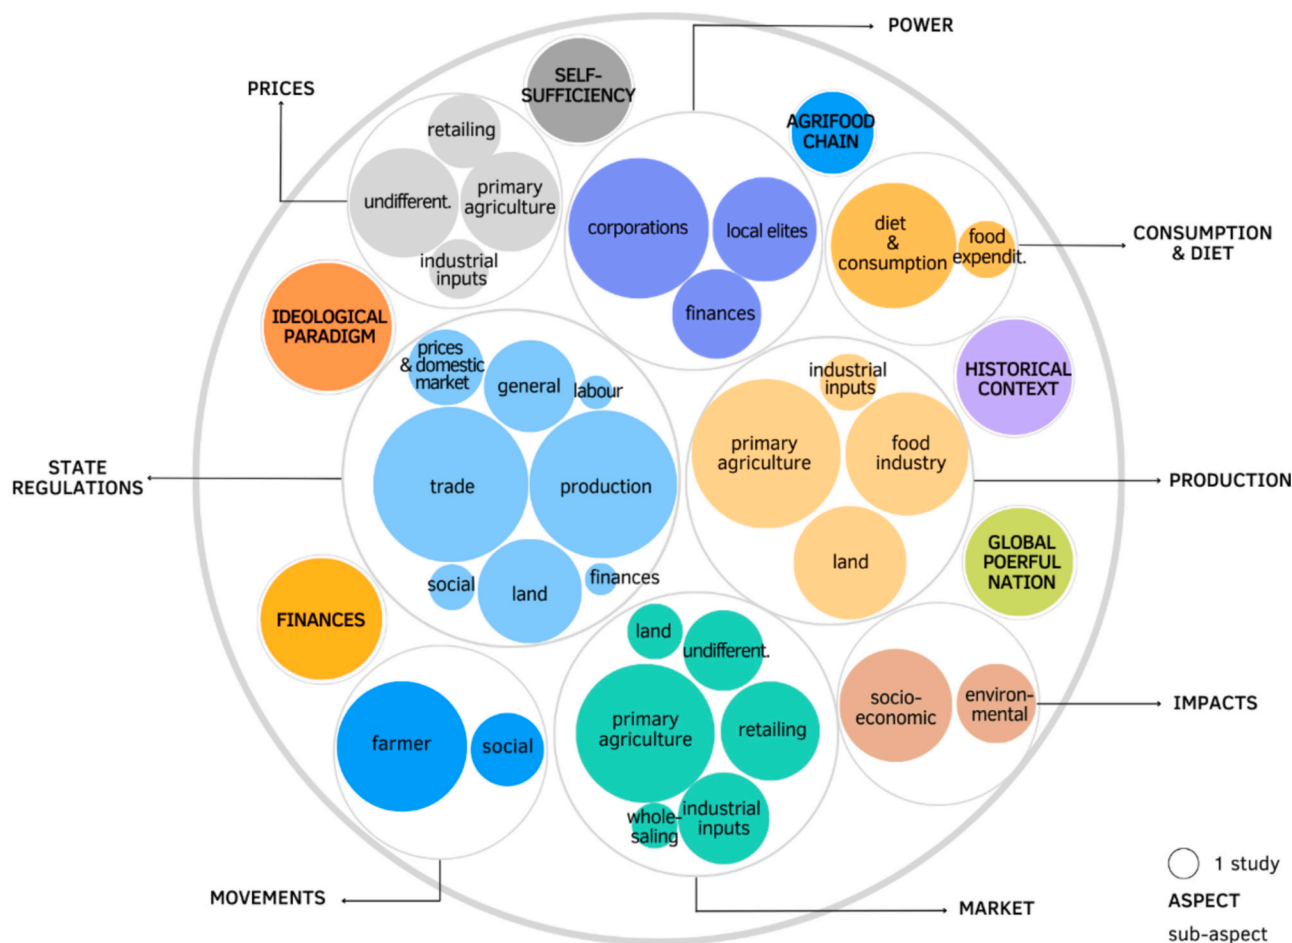 POWER
PRICES
SELF-
SUFFICIENCY
AGRIFOOD
CHAIN
retailing
undifferent.
primary
agriculture
industrial
inputs
corporations
local elites
finances
diet
&
consumption
food
expendit.
CONSUMPTION
& DIET
IDEOLOGICAL
PARADIGM
prices
& domestic
market
general
labour
trade
production
social
land
finances
STATE
REGULATIONS
industrial
inputs
primary
agriculture
food
industry
land
HISTORICAL
CONTEXT
PRODUCTION
GLOBAL
POERFUL
NATION
FINANCES
farmer
social
MOVEMENTS
land
undifferent.
primary
agriculture
retailing
whole-
saling
industrial
inputs
MARKET
socio-
economic
environ-
mental
IMPACTS
1 study
ASPECT
sub-aspect